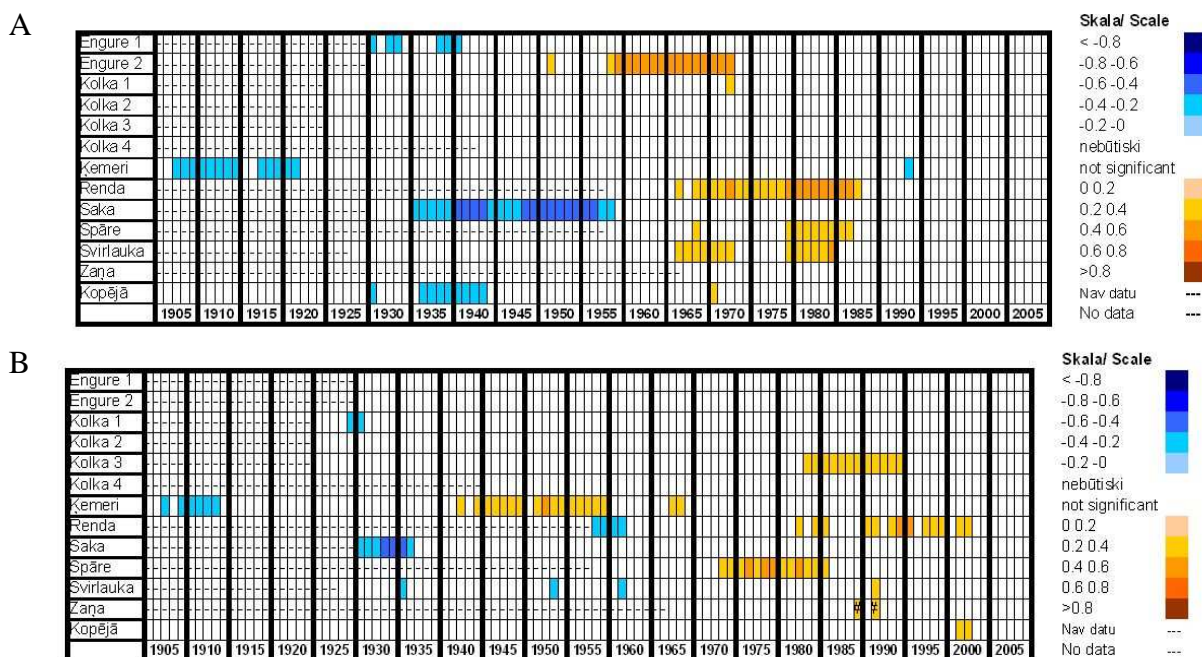 A
Engure 1
Engure 2
Kolka 1
Kolka 2
Kolka 3
Kolka 4
Ķemeri
Renda
Saka
Spāre
Svirlauka
Zaņa
Kopējā
1905 1910 1915 1920 1925 1930 1935 1940 1945 1950 1955 1960 1965 1970 1975 1980 1985 1990 1995 2000 2005
Skala/ Scale
< -0.8
-0.8 -0.6
-0.6 -0.4
-0.4 -0.2
-0.2 -0
nebūtiski
not significant
0 0.2
0.2 0.4
0.4 0.6
0.6 0.8
>0.8
Nav datu ---
No data ---
B
Engure 1
Engure 2
Kolka 1
Kolka 2
Kolka 3
Kolka 4
Ķemeri
Renda
Saka
Spāre
Svirlauka
Zaņa # #
Kopējā
1905 1910 1915 1920 1925 1930 1935 1940 1945 1950 1955 1960 1965 1970 1975 1980 1985 1990 1995 2000 2005
Skala/ Scale
< -0.8
-0.8 -0.6
-0.6 -0.4
-0.4 -0.2
-0.2 -0
nebūtiski
not significant
0 0.2
0.2 0.4
0.4 0.6
0.6 0.8
>0.8
Nav datu ---
No data ---